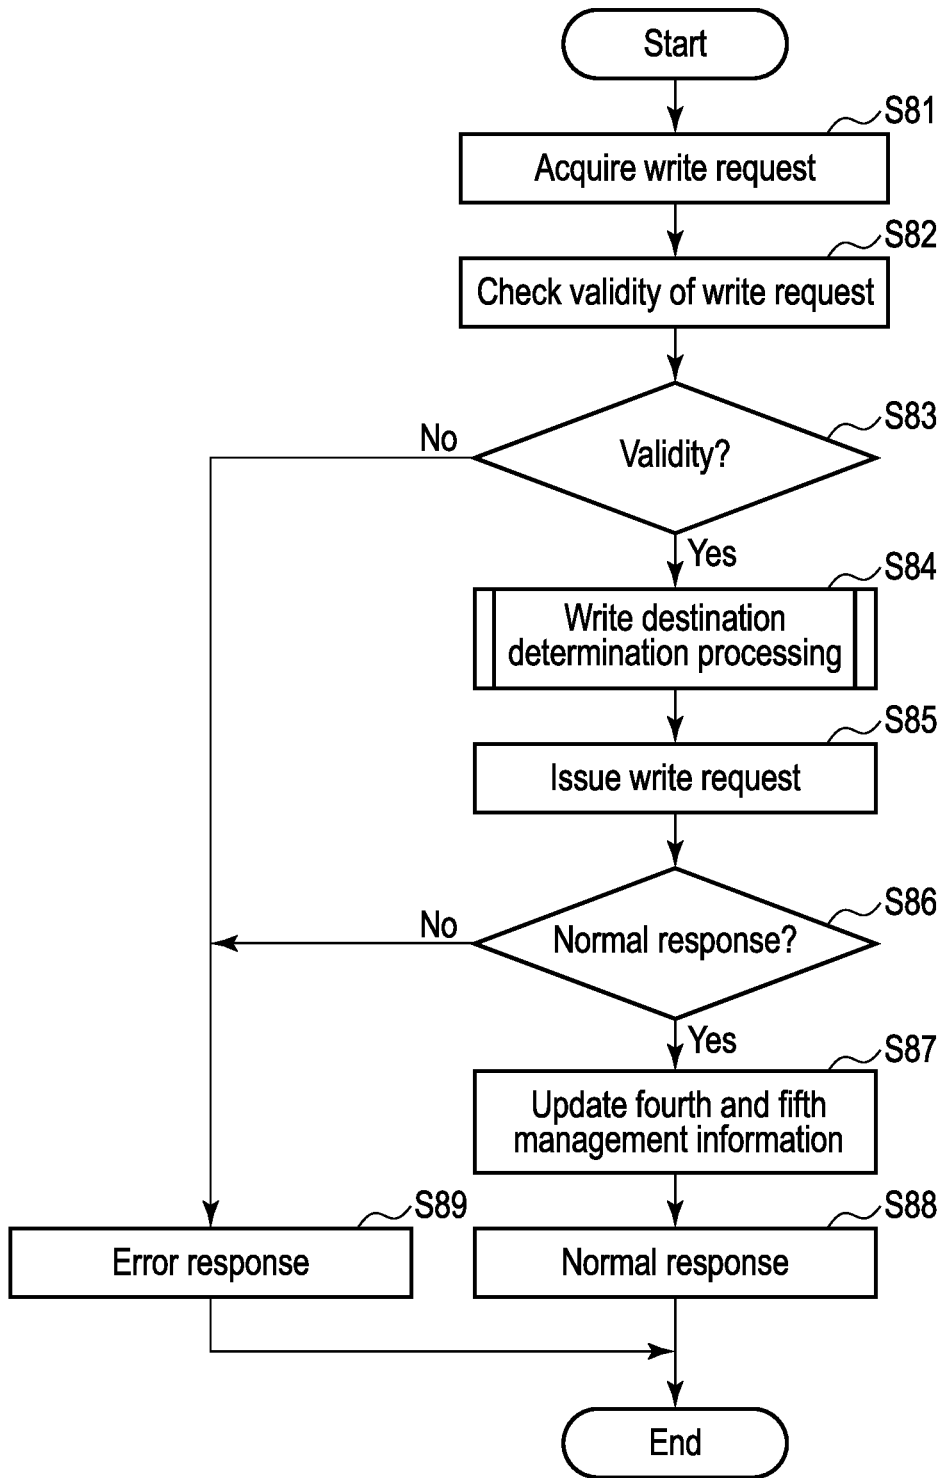 Start
S81
Acquire write request
S82
Check validity of write request
S83
No
Validity?
Yes
S84
Write destination
determination processing
S85
Issue write request
S86
No
Normal response?
Yes
S87
Update fourth and fifth
management information
S89
Error response
S88
Normal response
End